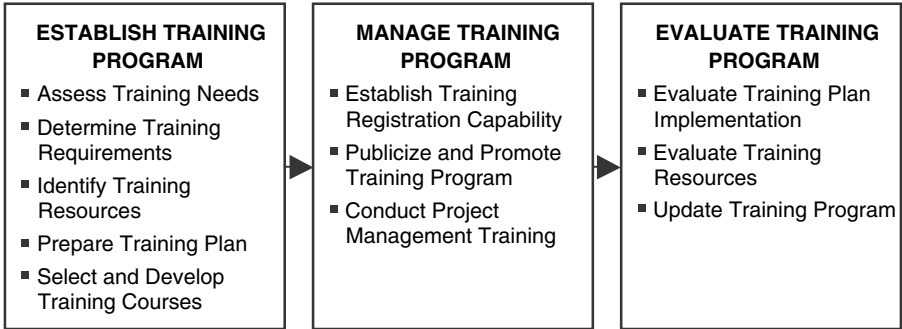 ESTABLISH TRAINING
PROGRAM
▪ Assess Training Needs
▪ Determine Training
Requirements
▪ Identify Training
Resources
▪ Prepare Training Plan
▪ Select and Develop
Training Courses
MANAGE TRAINING
PROGRAM
▪ Establish Training
Registration Capability
▪ Publicize and Promote
Training Program
▪ Conduct Project
Management Training
EVALUATE TRAINING
PROGRAM
▪ Evaluate Training Plan
Implementation
▪ Evaluate Training
Resources
▪ Update Training Program